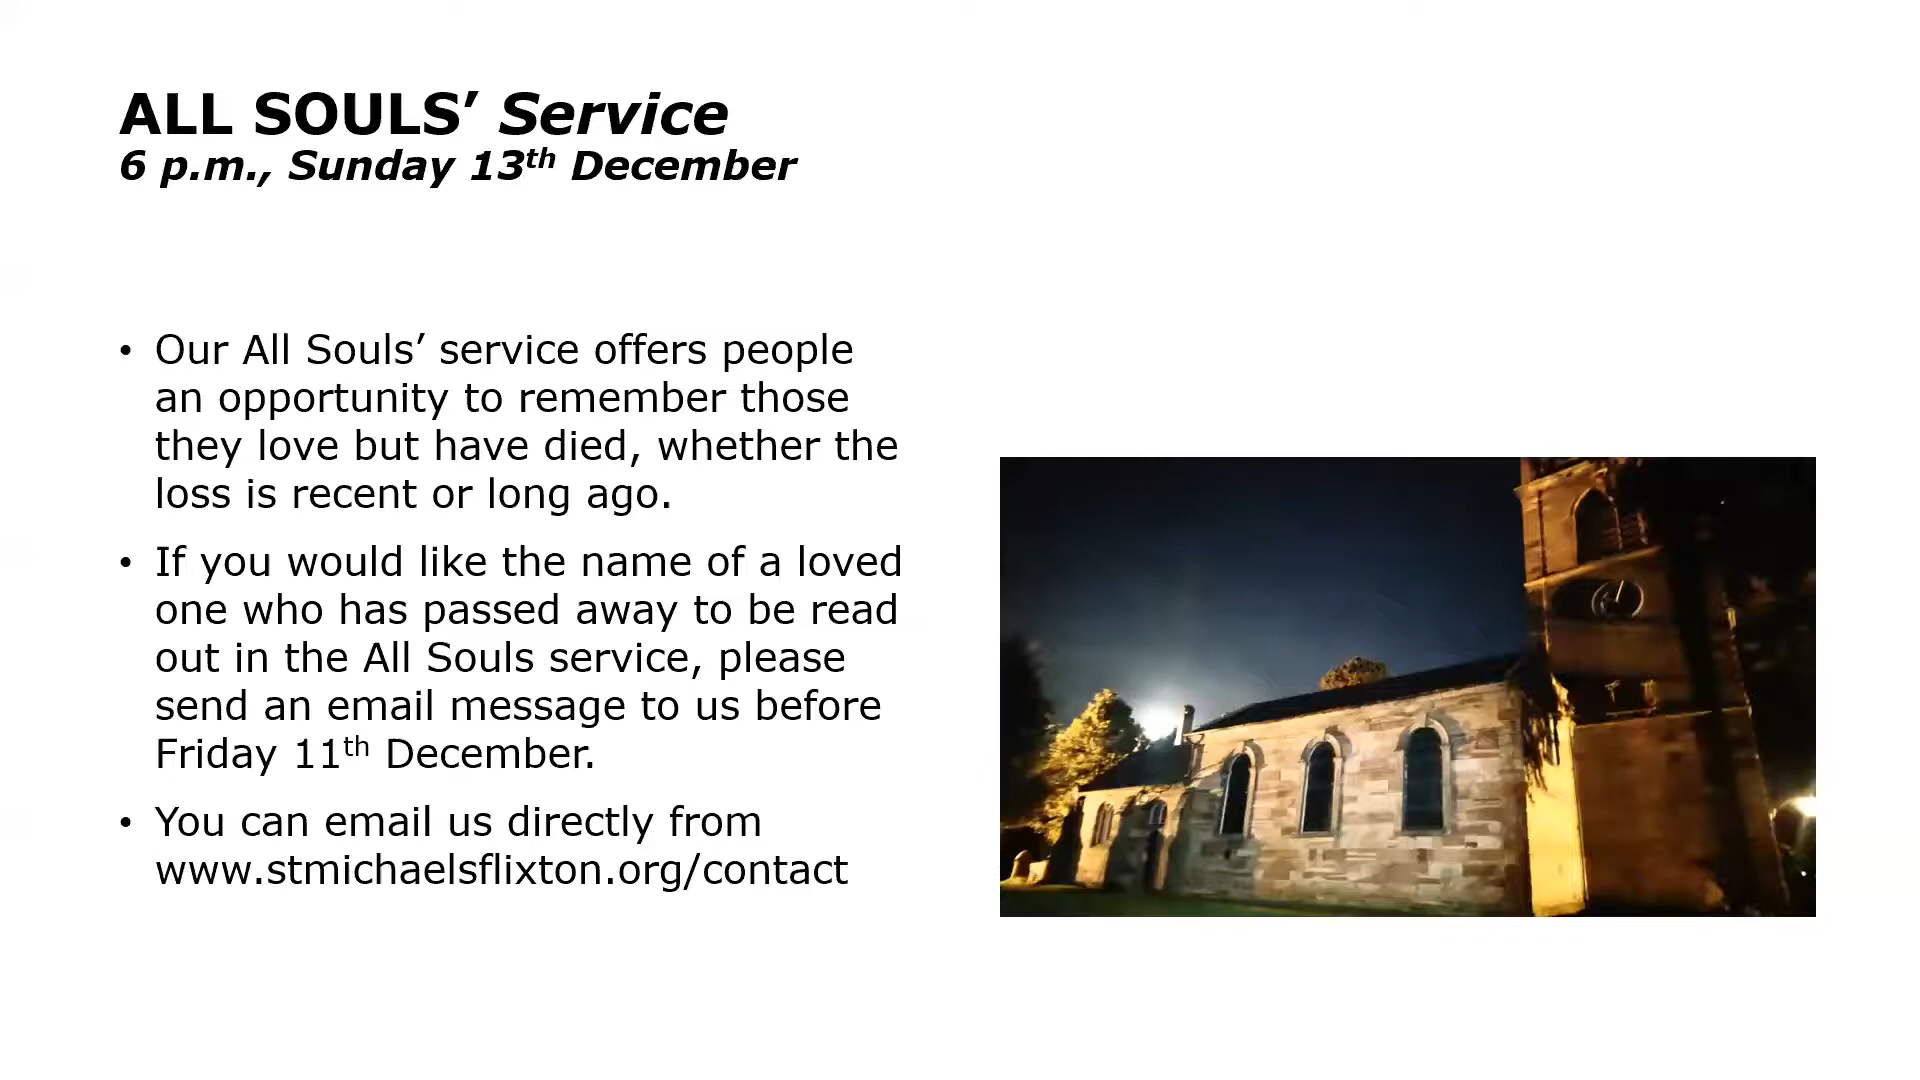 ALL SOULS’ Service
6 p.m., Sunday 13th December
• Our All Souls’ service offers people
an opportunity to remember those
they love but have died, whether the
loss is recent or long ago.
• If you would like the name of a loved
one who has passed away to be read
out in the All Souls service, please
send an email message to us before
Friday 11th December.
• You can email us directly from
www.stmichaelsflixton.org/contact